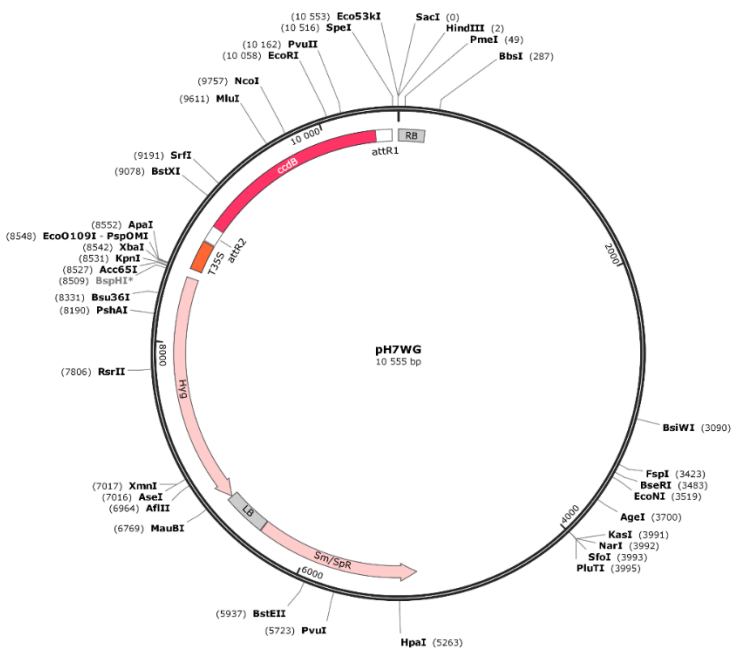 (10 553) Eco53kI
(10 516) SpeI
(10 162) PvuII
(10 058) EcoRI
(9757) NcoI
(9611) MluI
(9191) SrfI
(9078) BstXI
(8552) ApaI
(8548) EcoO109I - PspOMI
(8542) XbaI
(8531) KpnI
(8527) Acc65I
(8509) BspHI*
(8331) Bsu36I
(8190) PshAI
(7806) RsrII
(7017) XmnI
(7016) AseI
(6964) AflII
(6769) MauBI
(5937) BstEII
(5723) PvuI
SacI (0)
HindIII (2)
PmeI (49)
BbsI (287)
BsiWI (3090)
FspI (3423)
BseRI (3483)
EcoNI (3519)
AgeI (3700)
KasI (3991)
NarI (3992)
SfoI (3993)
PluTI (3995)
HpaI (5263)
10 000
2000
4000
6000
8000
RB
attR1
ccdB
attR2
T35S
Hyg
LB
Sm/SpR
pH7WG
10 555 bp